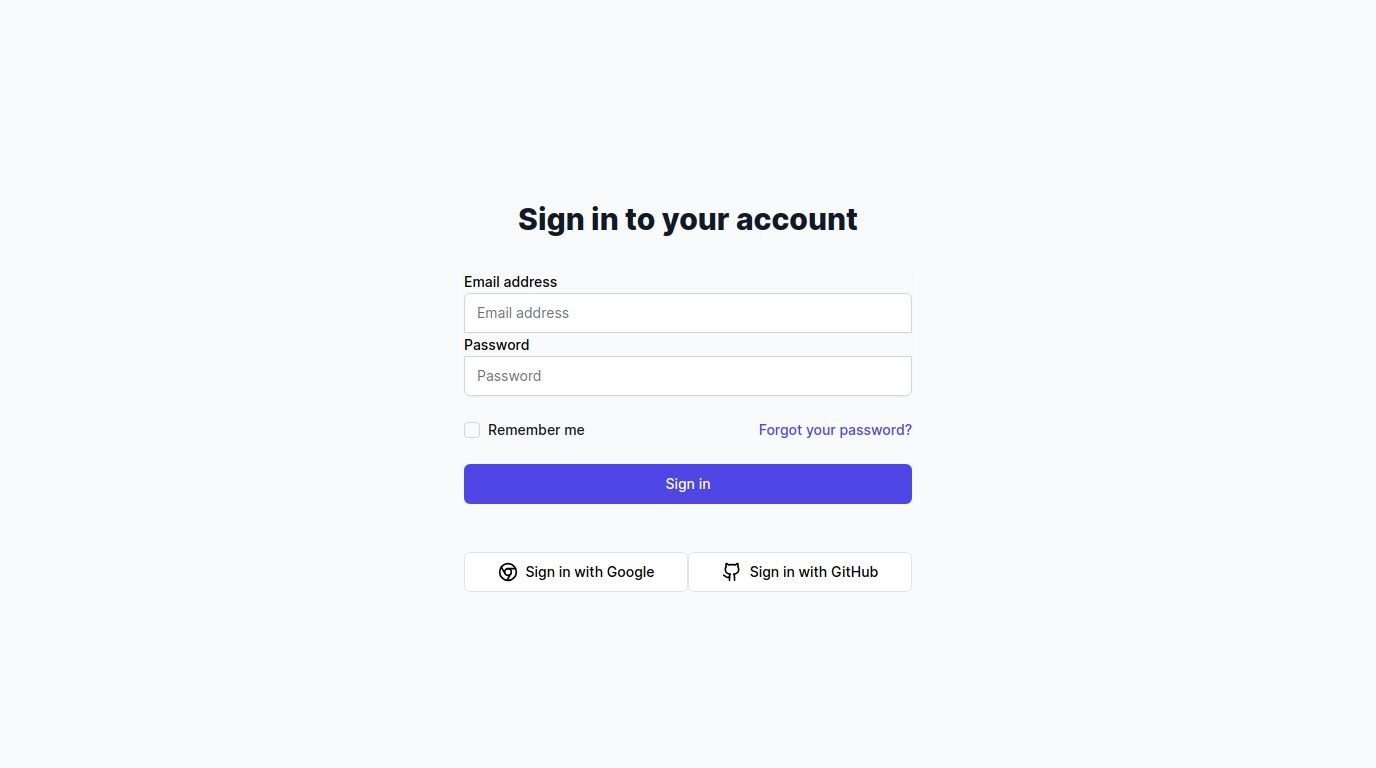 Sign in to your account
Email address
Email address
Password
Password
Remember me
Forgot your password?
Sign in
Sign in with Google
Sign in with GitHub